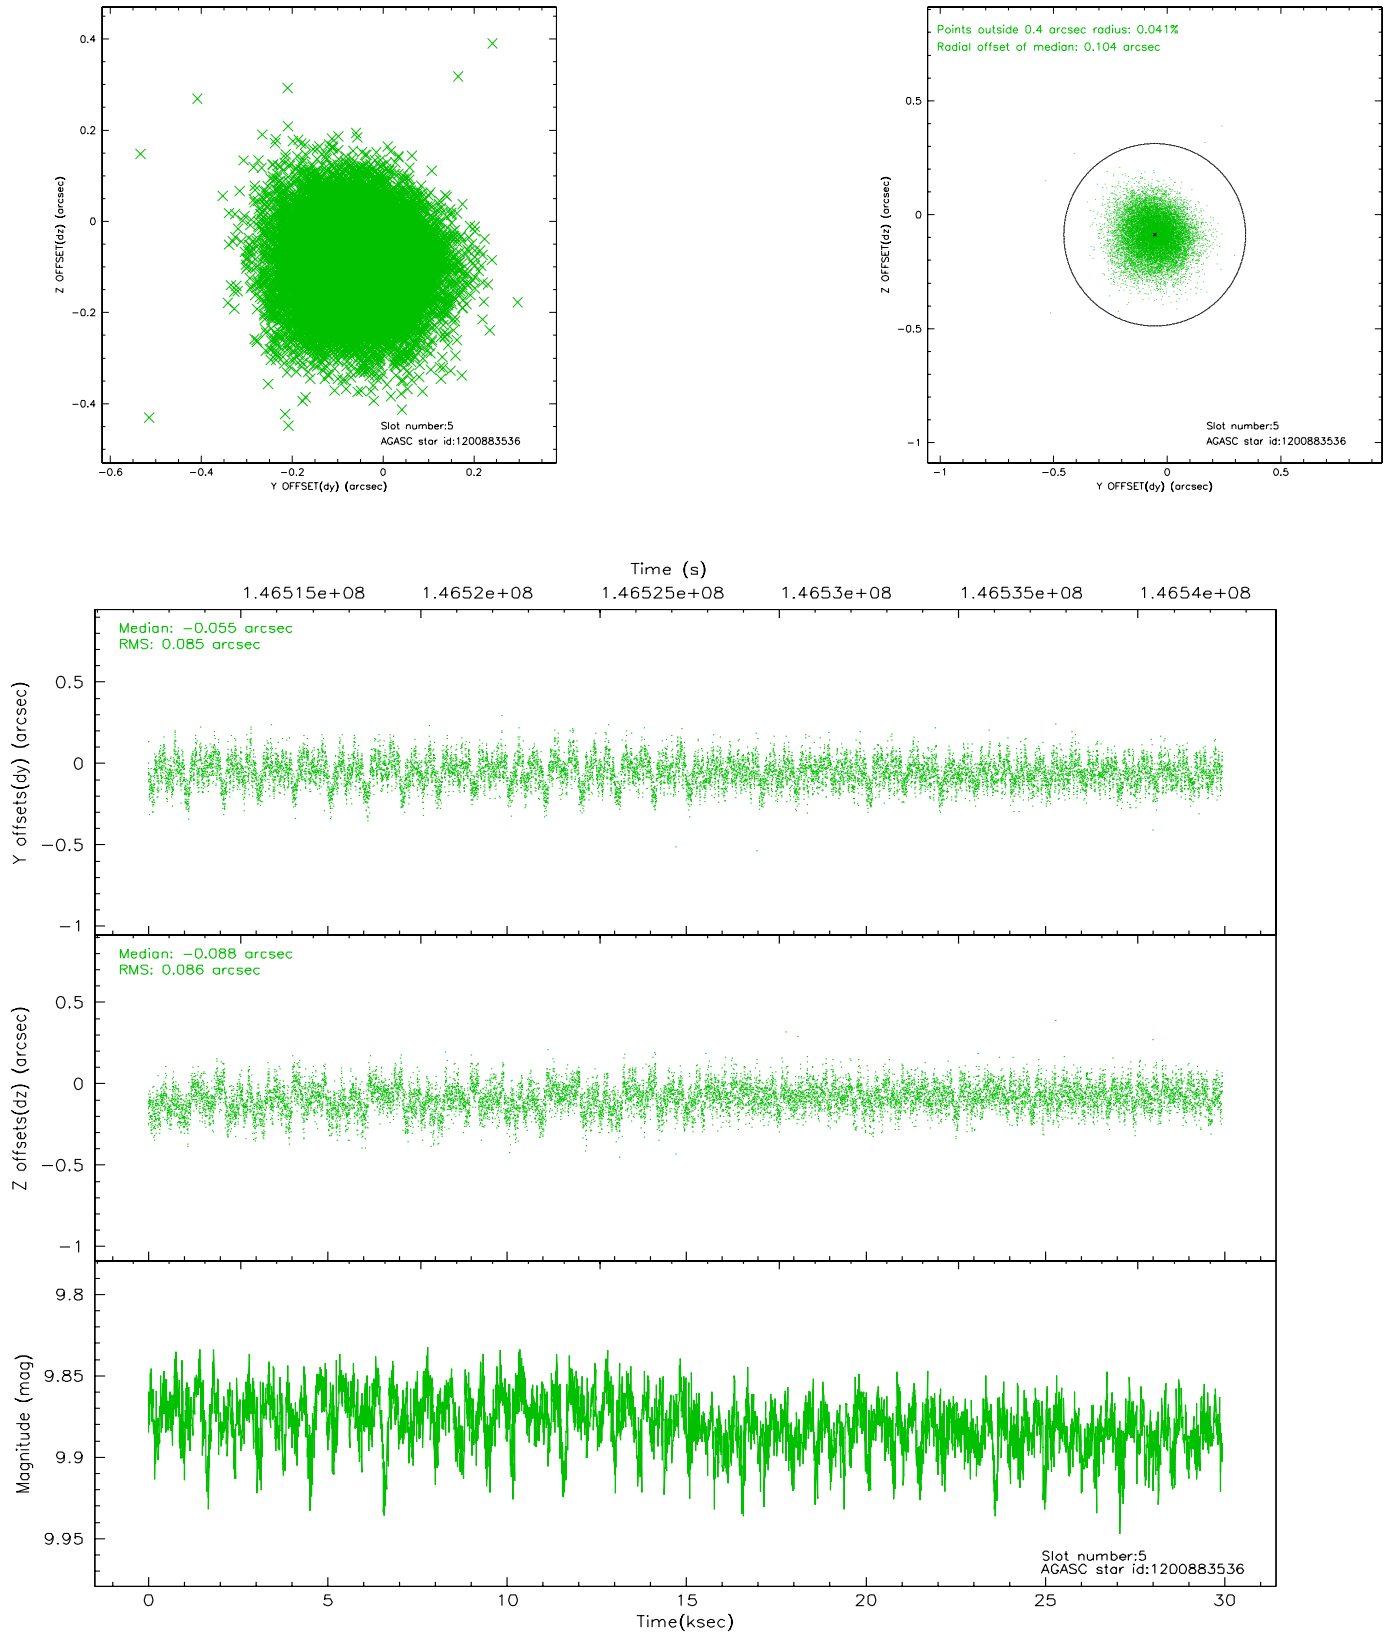 0.4
0.2
0
−0.2
−0.4
−0.6
−0.4
−0.2
0
0.2
Z OFFSET(dz) (arcsec)
Y OFFSET(dy) (arcsec)
Slot number:5
AGASC star id:1200883536
Points outside 0.4 arcsec radius: 0.041%
Radial offset of median: 0.104 arcsec
0.5
0
−0.5
−1
−1
−0.5
0
0.5
Z OFFSET(dz) (arcsec)
Y OFFSET(dy) (arcsec)
Slot number:5
AGASC star id:1200883536
Time (s)
1.46515e+08
1.4652e+08
1.46525e+08
1.4653e+08
1.46535e+08
1.4654e+08
Median: −0.055 arcsec
RMS: 0.085 arcsec
0.5
0
−0.5
−1
Y offsets(dy) (arcsec)
Median: −0.088 arcsec
RMS: 0.086 arcsec
0.5
0
−0.5
−1
Z offsets(dz) (arcsec)
9.8
9.85
9.9
9.95
Magnitude (mag)
Slot number:5
AGASC star id:1200883536
0
5
10
15
20
25
30
Time(ksec)